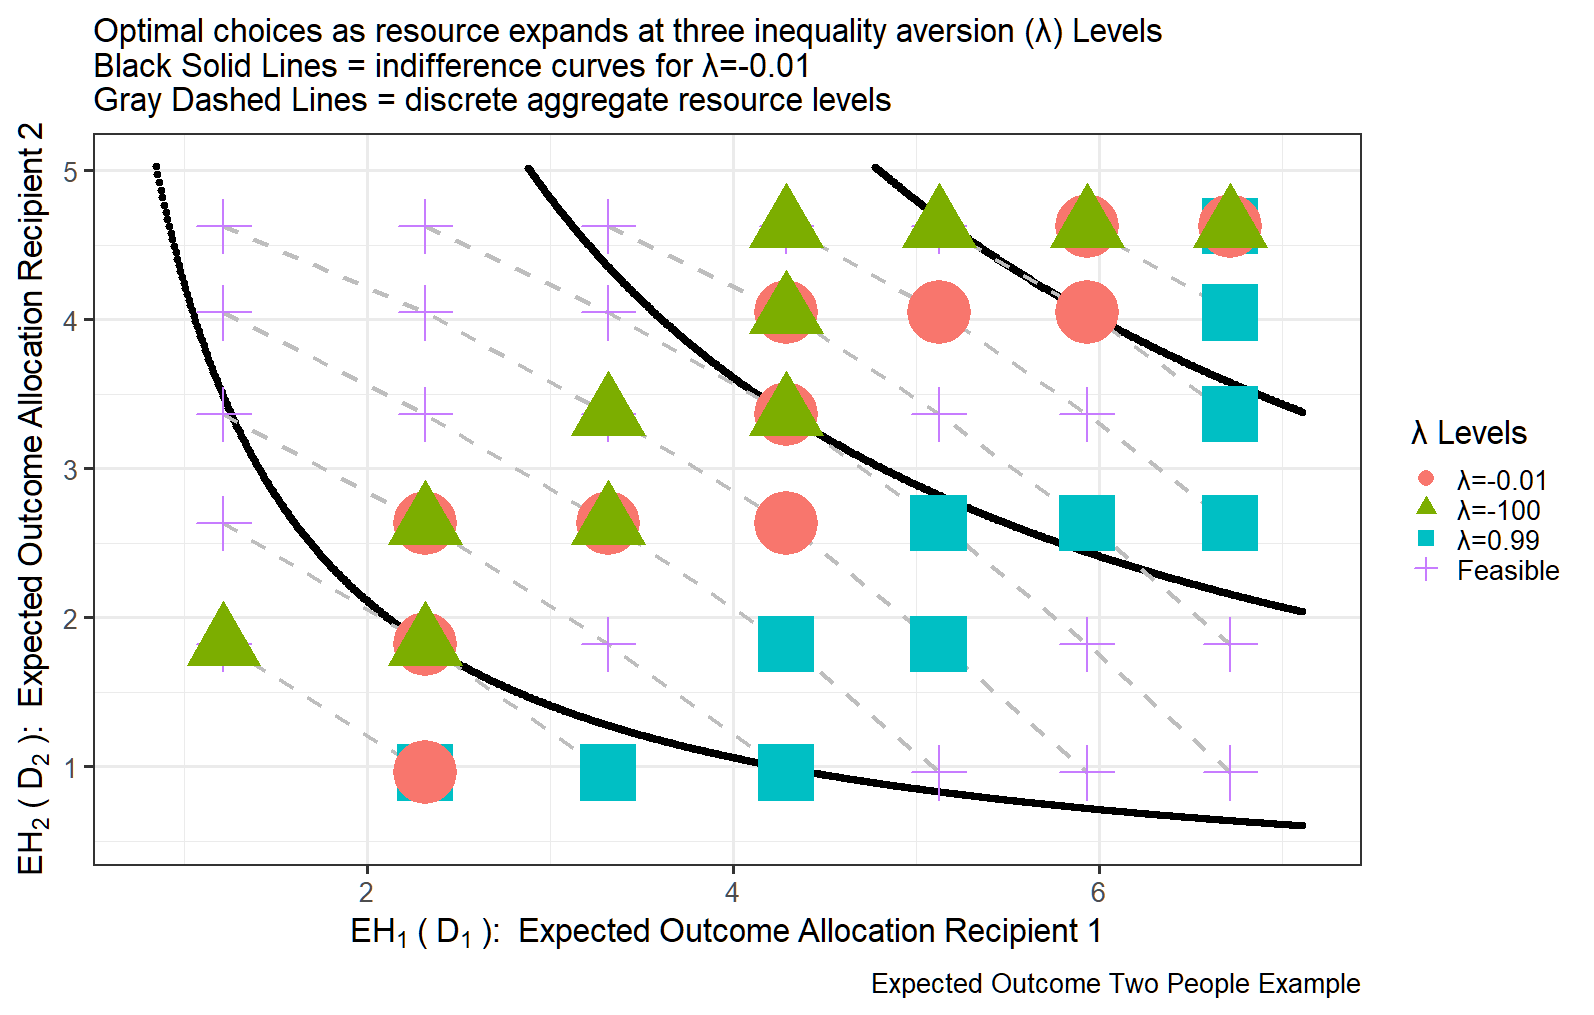 Optimal choices as resource expands at three inequality aversion (λ) Levels
Black Solid Lines = indifference curves for λ=-0.01
Gray Dashed Lines = discrete aggregate resource levels
EH₂ ( D₂ ):  Expected Outcome Allocation Recipient 2
5
4
3
2
1
2
4
6
EH₁ ( D₁ ):  Expected Outcome Allocation Recipient 1
λ Levels
λ=-0.01
λ=-100
λ=0.99
Feasible
Expected Outcome Two People Example